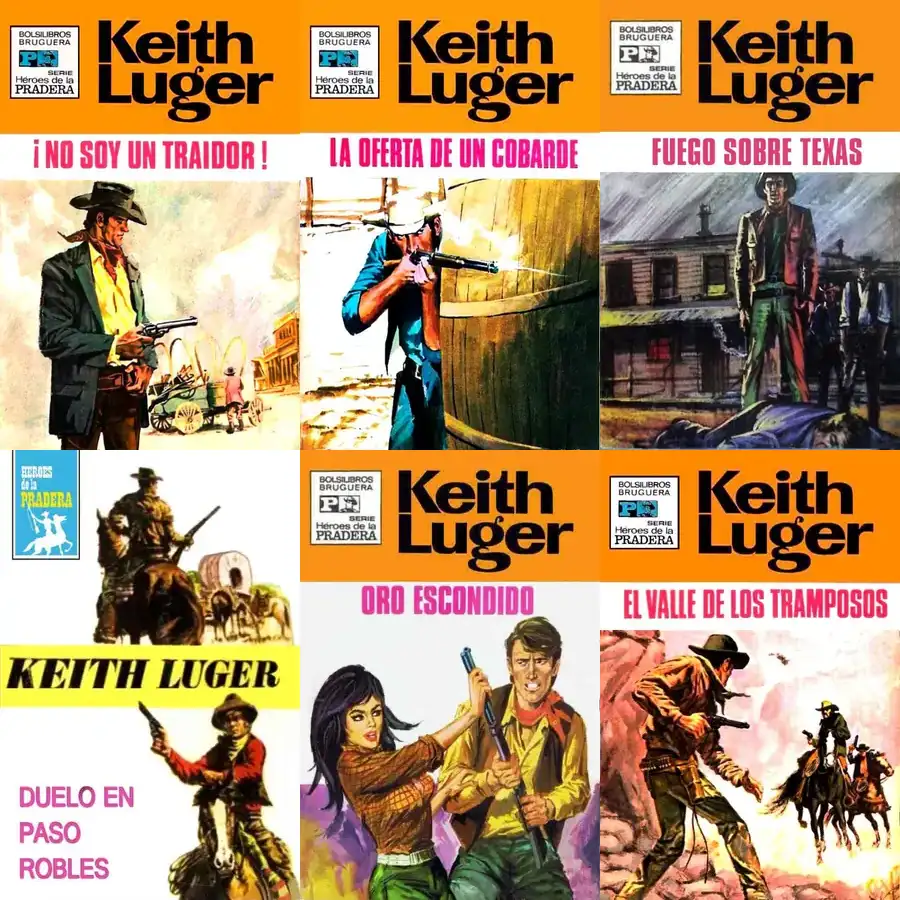 BOLSILIBROS
BRUGUERA
P
SERIE
Héroes de la
PRADERA
Keith
Luger
¡NO SOY UN TRAIDOR!
BOLSILIBROS
BRUGUERA
P
SERIE
Héroes de la
PRADERA
Keith
Luger
LA OFERTA DE UN COBARDE
BOLSILIBROS
BRUGUERA
P
SERIE
Héroes de la
PRADERA
Keith
Luger
FUEGO SOBRE TEXAS
HEROES
de la
PRADERA
KEITH LUGER
DUELO EN
PASO
ROBLES
BOLSILIBROS
BRUGUERA
P
SERIE
Héroes de la
PRADERA
Keith
Luger
ORO ESCONDIDO
BOLSILIBROS
BRUGUERA
P
SERIE
Héroes de la
PRADERA
Keith
Luger
EL VALLE DE LOS TRAMPOSOS